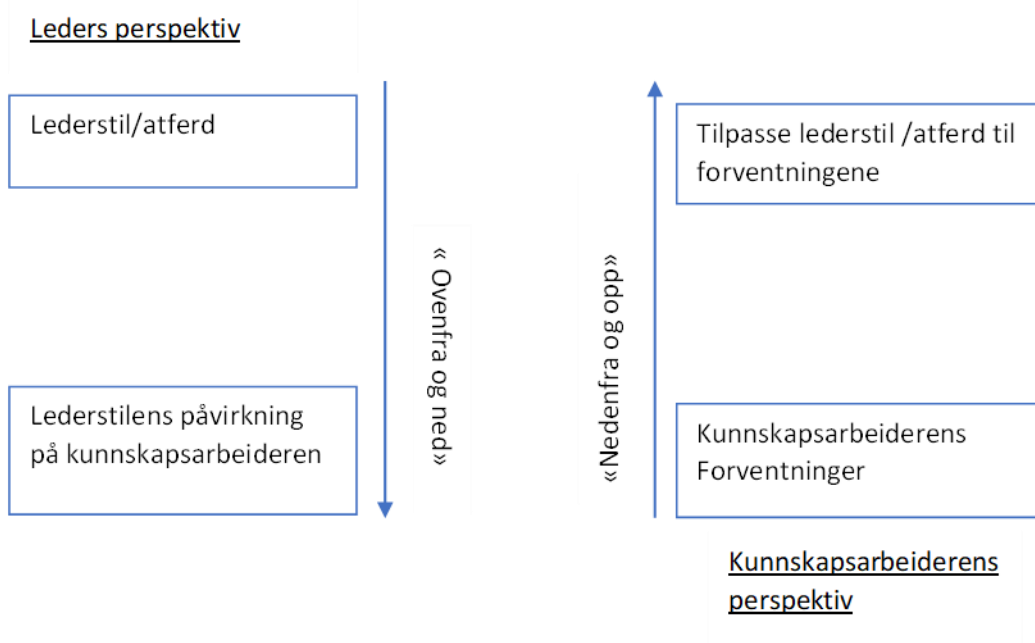 Leders perspektiv
Lederstil/atferd
Lederstilens påvirkning
på kunnskapsarbeideren
« Ovenfra og ned»
«Nedenfra og opp»
Tilpasse lederstil /atferd til
forventningene
Kunnskapsarbeiderens
Forventninger
Kunnskapsarbeiderens
perspektiv